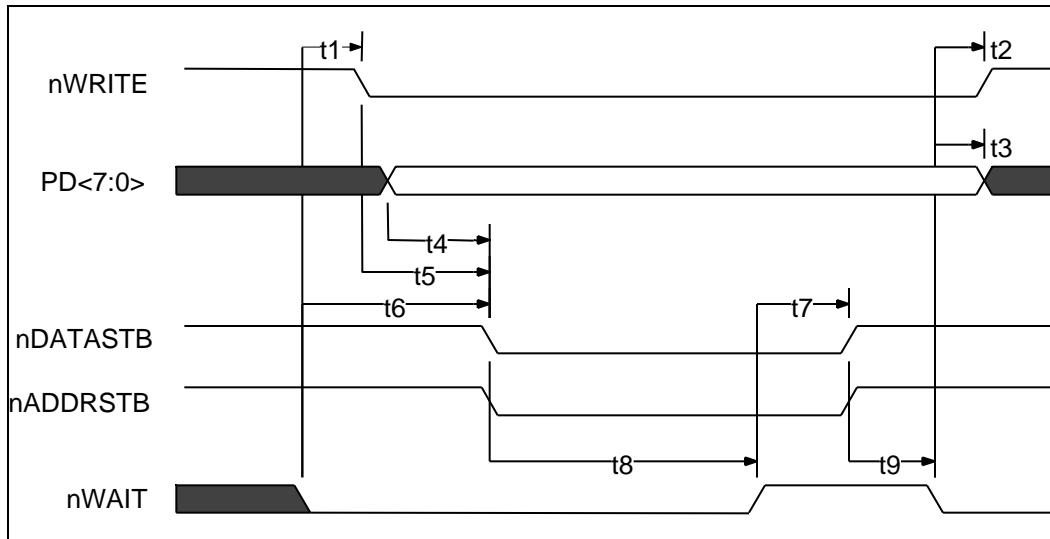 t1
t2
nWRITE
t3
PD<7:0>
t4
t5
t6
t7
nDATASTB
nADDRSTB
t8
t9
nWAIT